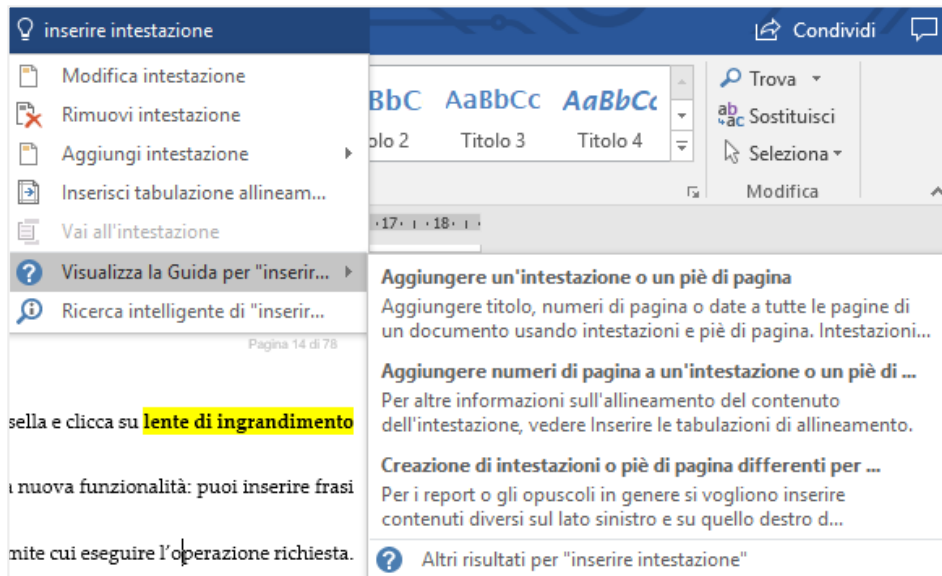 inserire intestazione
Condividi
Modifica intestazione
Rimuovi intestazione
Aggiungi intestazione
Inserisci tabulazione allineam...
Vai all'intestazione
Visualizza la Guida per "inserir...
Ricerca intelligente di "inserir...
BbC AaBbCc AaBbCc
olo 2 Titolo 3 Titolo 4
Trova
ab
ac Sostituisci
Seleziona
Modifica
17 18
Aggiungere un'intestazione o un piè di pagina
Aggiungere titolo, numeri di pagina o date a tutte le pagine di
un documento usando intestazioni e piè di pagina. Intestazioni...
Aggiungere numeri di pagina a un'intestazione o un piè di ...
Per altre informazioni sull'allineamento del contenuto
dell'intestazione, vedere Inserire le tabulazioni di allineamento.
Creazione di intestazioni o piè di pagina differenti per ...
Per i report o gli opuscoli in genere si vogliono inserire
contenuti diversi sul lato sinistro e su quello destro d...
Altri risultati per "inserire intestazione"
Pagina 14 di 78
sella e clicca su lente di ingrandimento
nuova funzionalità: puoi inserire frasi
mite cui eseguire l'operazione richiesta.